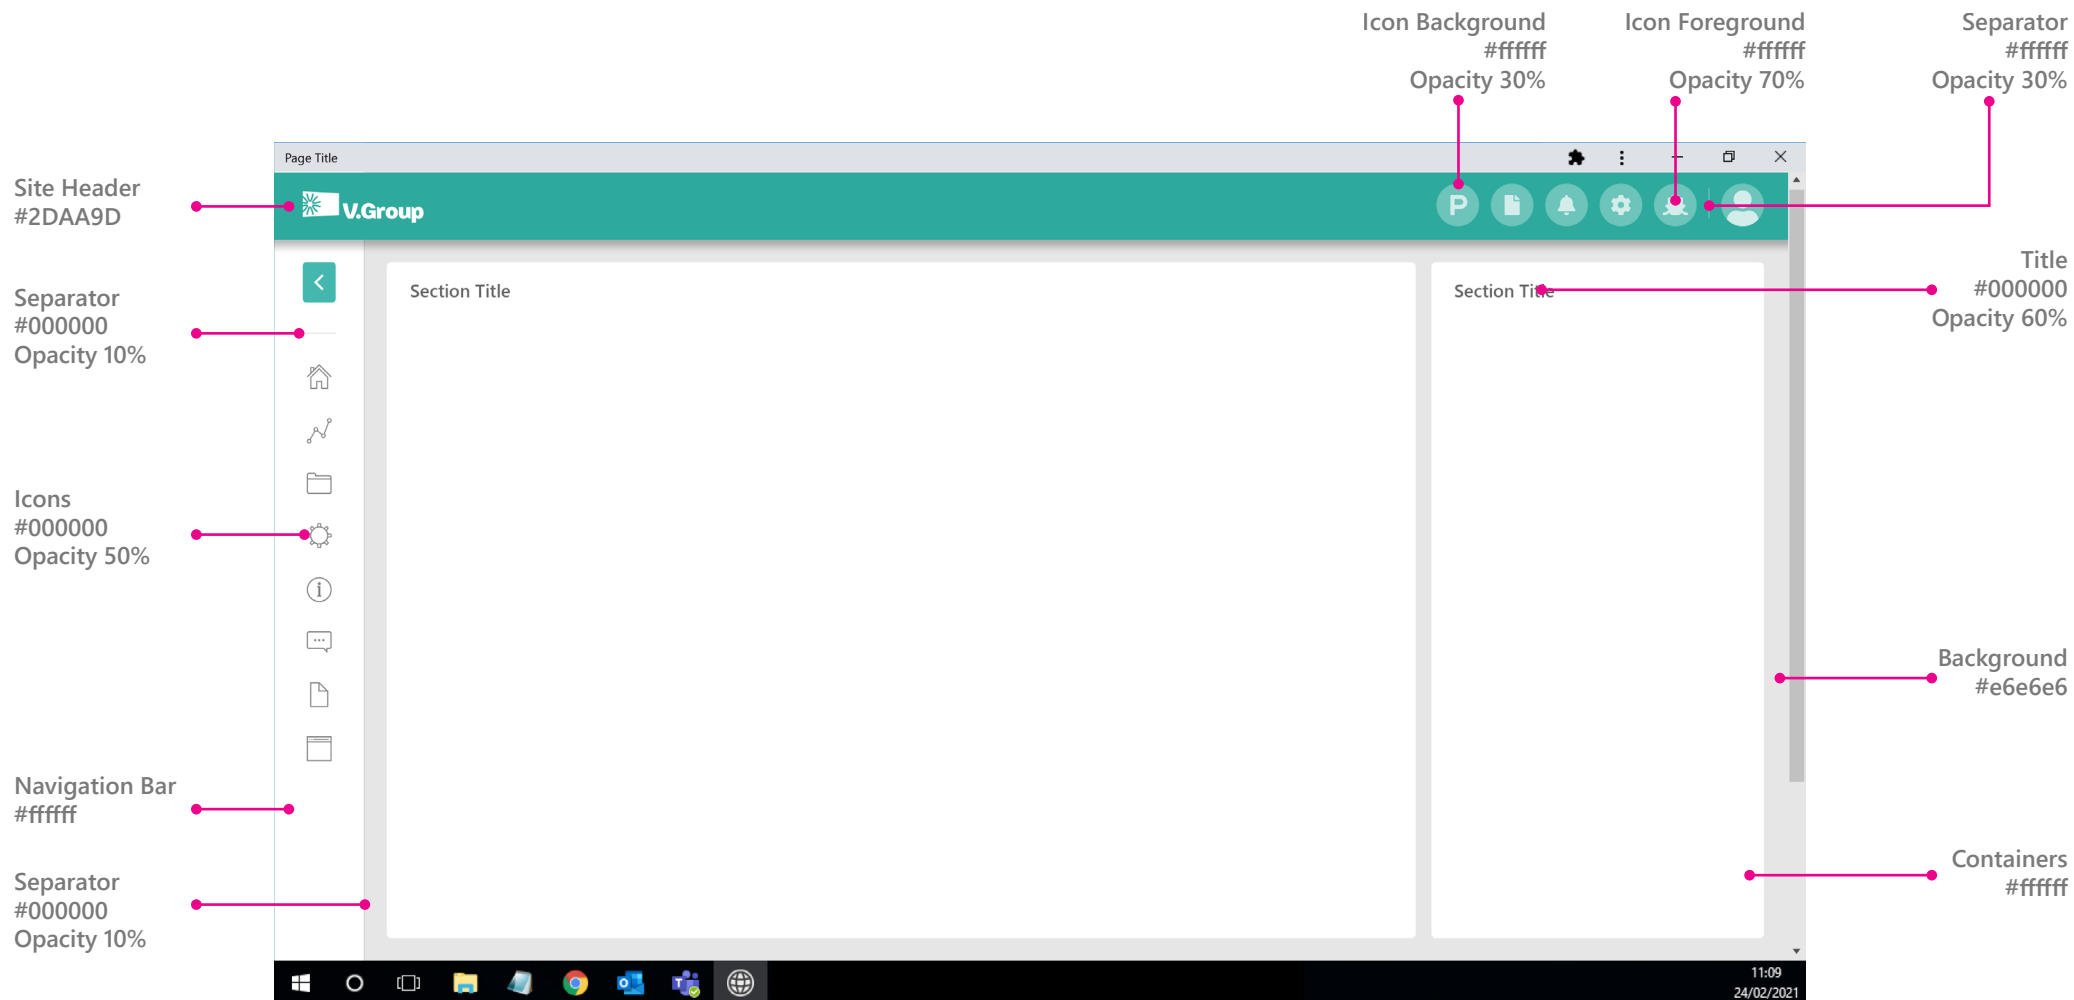 Icon Background
#ffffff
Opacity 30%
Icon Foreground
#ffffff
Opacity 70%
Separator
#ffffff
Opacity 30%
Page Title
Site Header
#2DAA9D
V.Group
P
Separator
#000000
Opacity 10%
Section Title
Section Title
Title
#000000
Opacity 60%
Icons
#000000
Opacity 50%
i
Background
#e6e6e6
Navigation Bar
#ffffff
Containers
#ffffff
Separator
#000000
Opacity 10%
11:09
24/02/2021